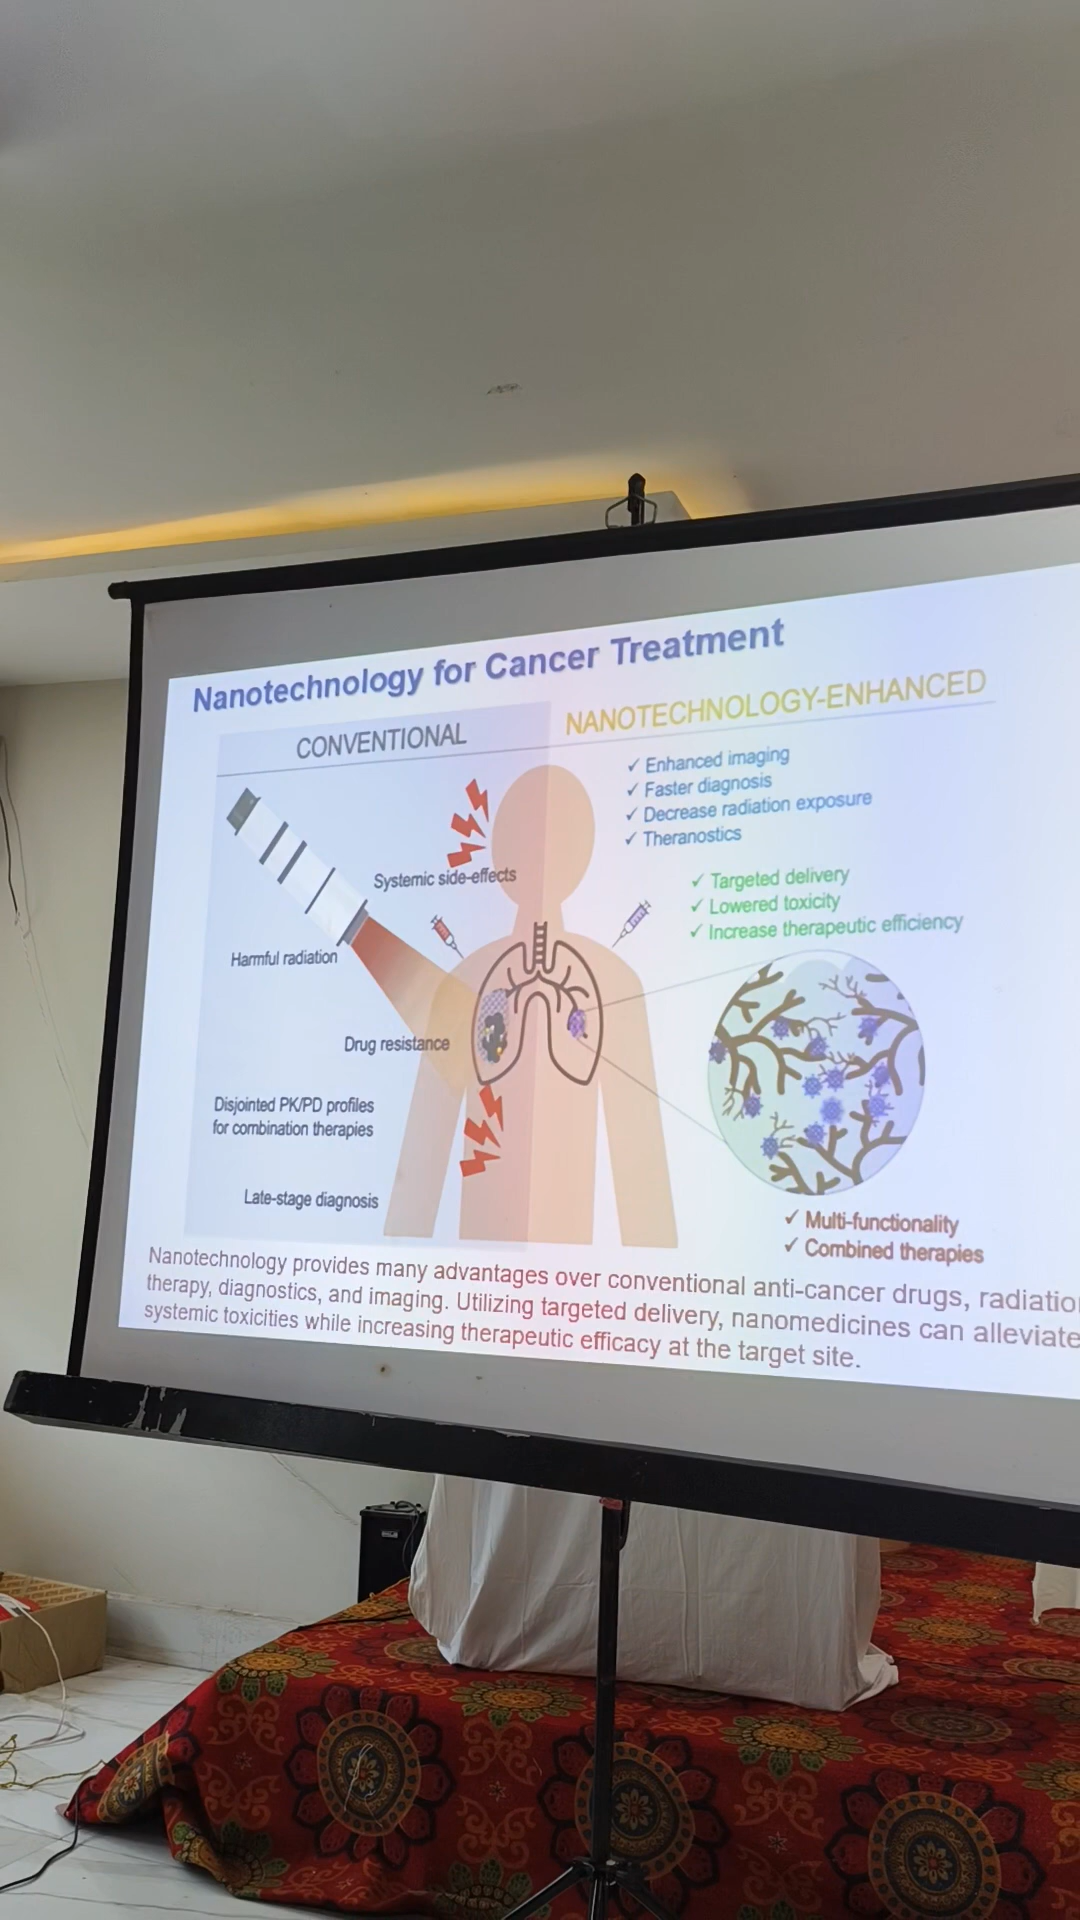 Nanotechnology for Cancer Treatment
CONVENTIONAL
Systemic side-effects
Harmful radiation
Drug resistance
Disjointed PK/PD profiles
for combination therapies
Late-stage diagnosis
NANOTECHNOLOGY-ENHANCED
✓ Enhanced imaging
✓ Faster diagnosis
✓ Decrease radiation exposure
✓ Theranostics
✓ Targeted delivery
✓ Lowered toxicity
✓ Increase therapeutic efficiency
✓ Multi-functionality
✓ Combined therapies
Nanotechnology provides many advantages over conventional anti-cancer drugs, radiatio
therapy, diagnostics, and imaging. Utilizing targeted delivery, nanomedicines can alleviate
systemic toxicities while increasing therapeutic efficacy at the target site.